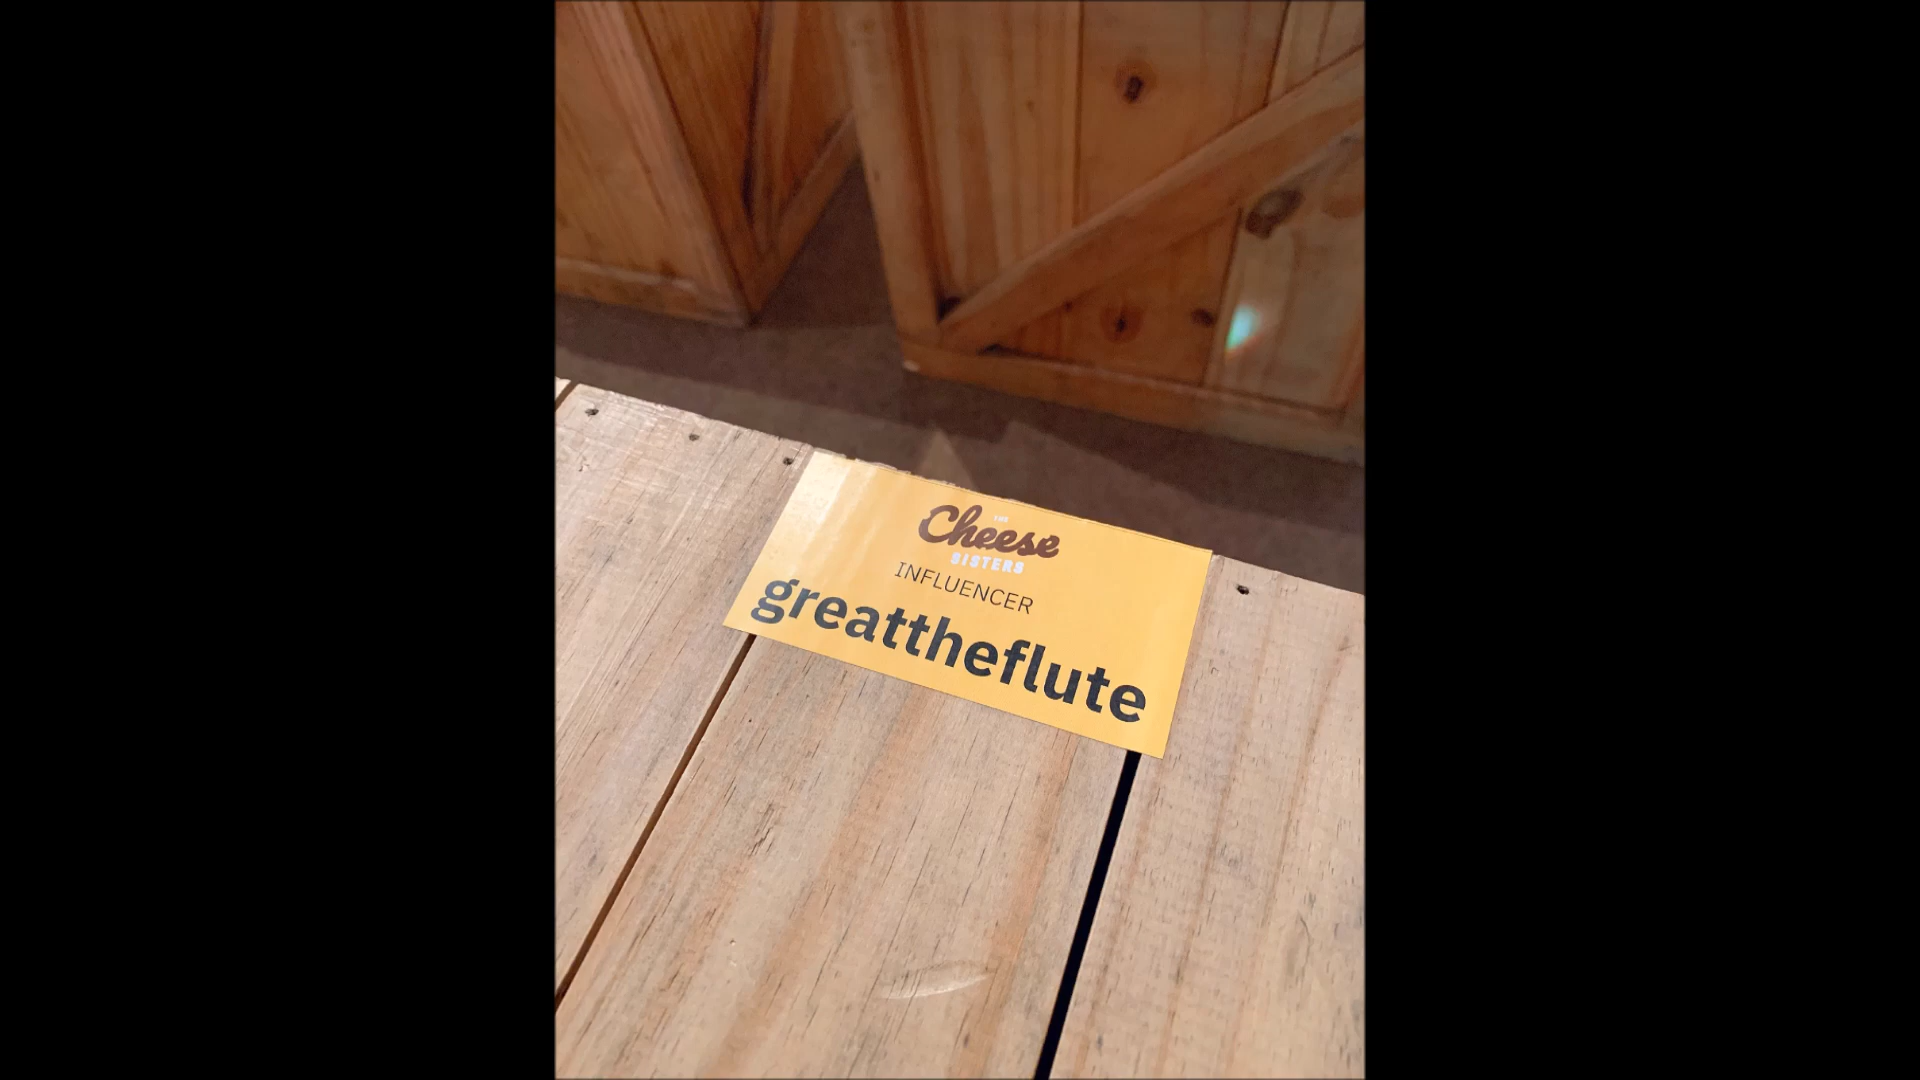 THE
Cheese
SISTERS
INFLUENCER
greattheflute